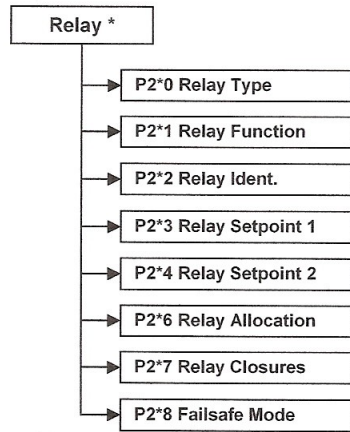 Relay *
P2*0 Relay Type
P2*1 Relay Function
P2*2 Relay Ident.
P2*3 Relay Setpoint 1
P2*4 Relay Setpoint 2
P2*6 Relay Allocation
P2*7 Relay Closures
P2*8 Failsafe Mode